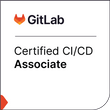 GitLab
Certified CI/CD
Associate